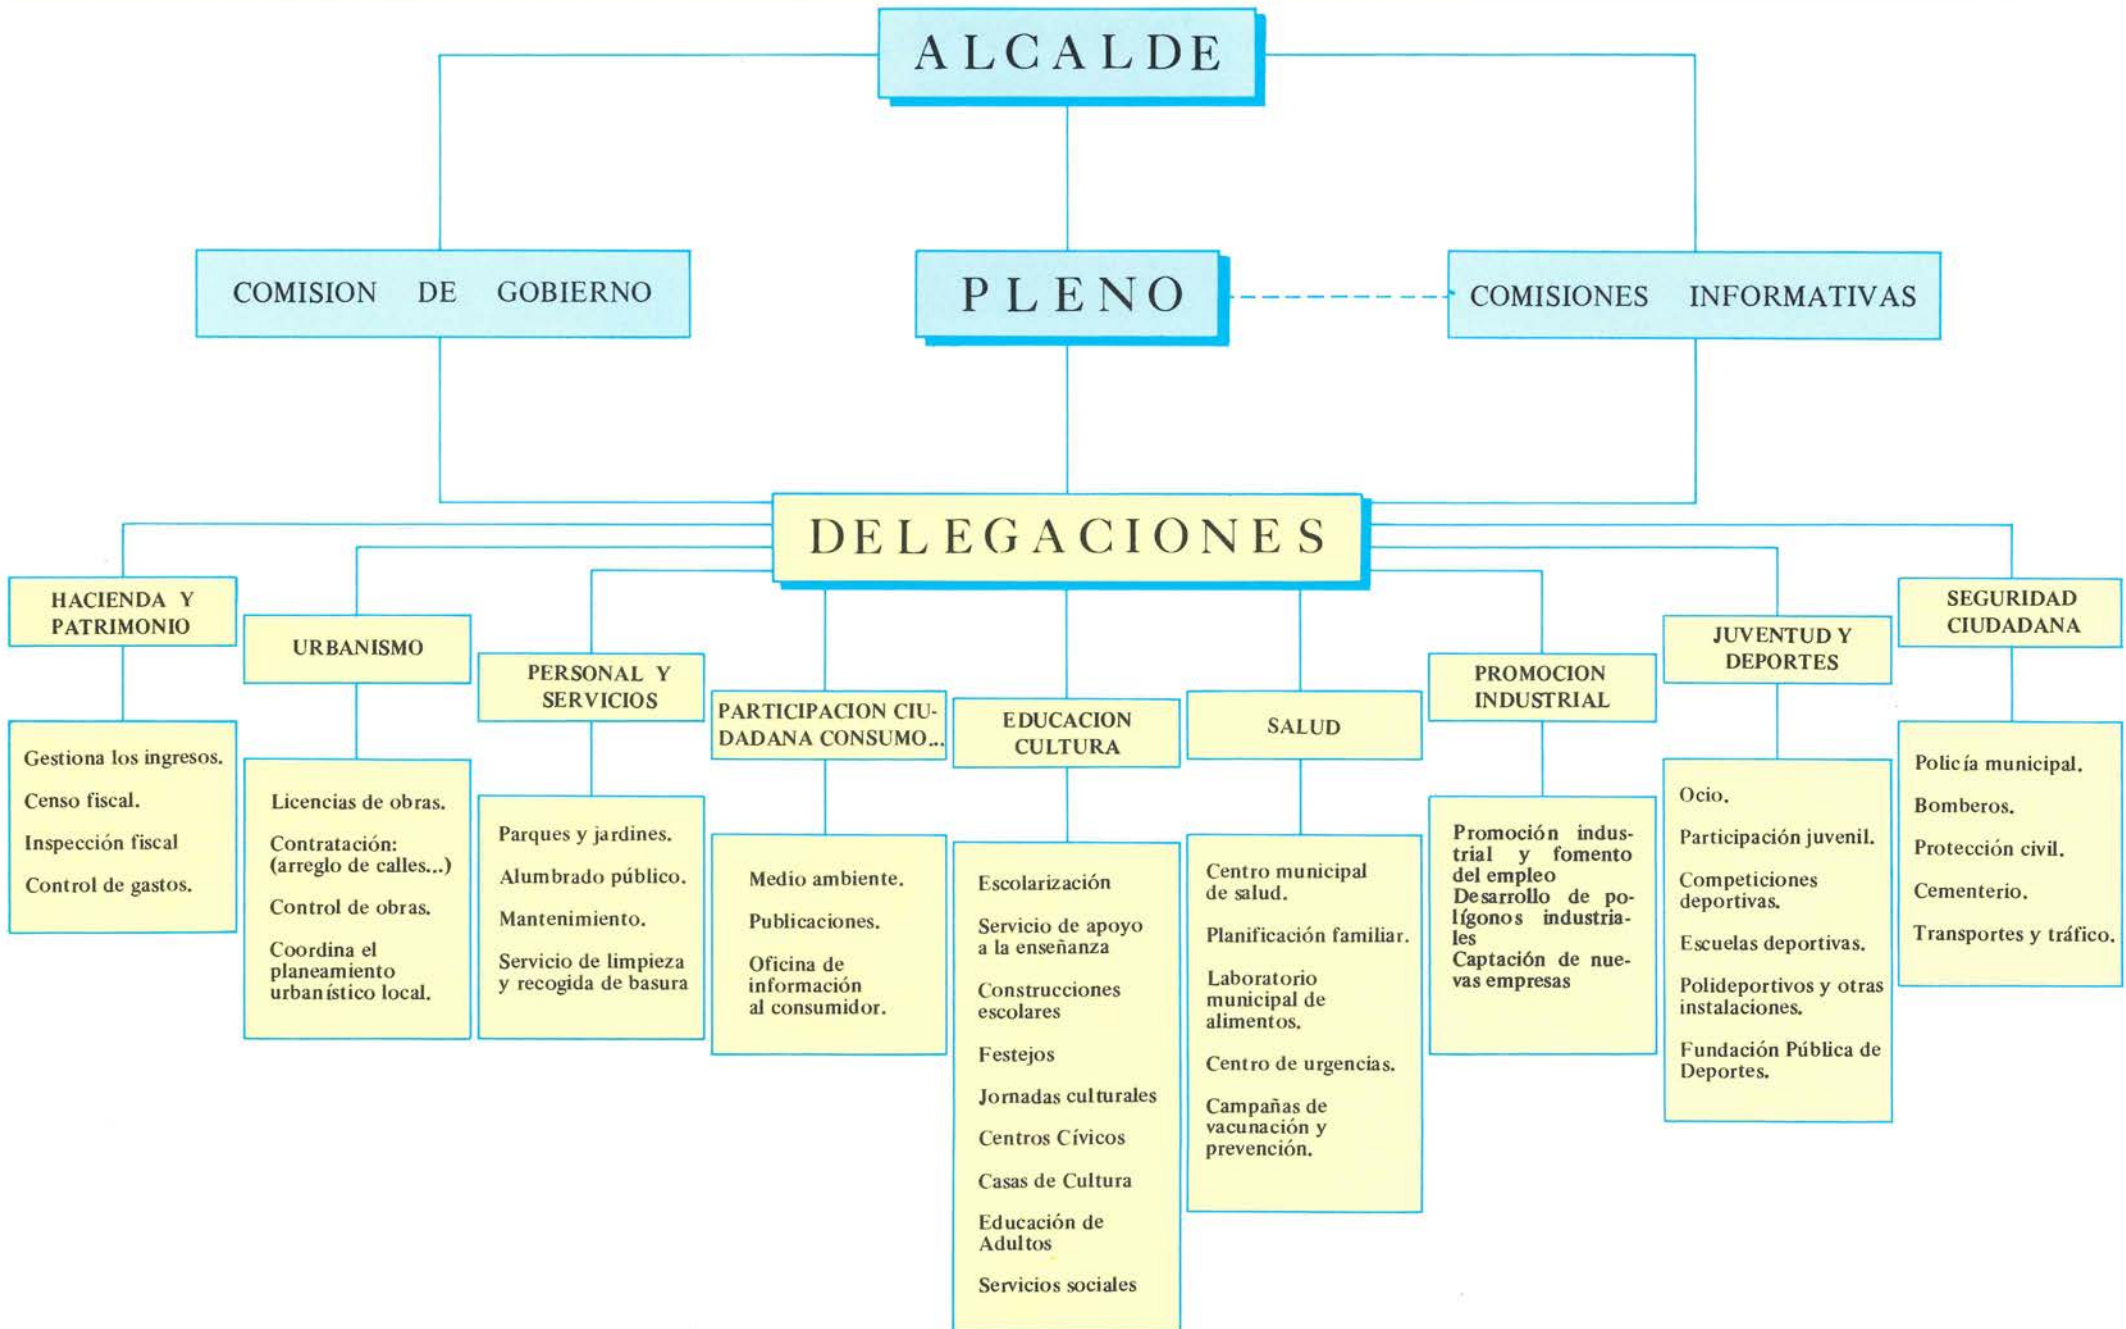 ALCALDE
COMISION DE GOBIERNO
PLENO
COMISIONES INFORMATIVAS
DELEGACIONES
HACIENDA Y
PATRIMONIO
Gestiona los ingresos.
Censo fiscal.
Inspección fiscal
Control de gastos.
URBANISMO
Licencias de obras.
Contratación:
(arreglo de calles...)
Control de obras.
Coordina el
planeamiento
urbanístico local.
PERSONAL Y
SERVICIOS
Parques y jardines.
Alumbrado público.
Mantenimiento.
Servicio de limpieza
y recogida de basura
PARTICIPACION CIU-
DADANA CONSUMO...
Medio ambiente.
Publicaciones.
Oficina de
información
al consumidor.
EDUCACION
CULTURA
Escolarización
Servicio de apoyo
a la enseñanza
Construcciones
escolares
Festejos
Jornadas culturales
Centros Cívicos
Casas de Cultura
Educación de
Adultos
Servicios sociales
SALUD
Centro municipal
de salud.
Planificación familiar.
Laboratorio
municipal de
alimentos.
Centro de urgencias.
Campañas de
vacunación y
prevención.
PROMOCION
INDUSTRIAL
Promoción indus-
trial y fomento
del empleo
Desarrollo de po-
lígonos industria-
les
Captación de nue-
vas empresas
JUVENTUD Y
DEPORTES
Ocio.
Participación juvenil.
Competiciones
deportivas.
Escuelas deportivas.
Polideportivos y otras
instalaciones.
Fundación Pública de
Deportes.
SEGURIDAD
CIUDADANA
Policía municipal.
Bomberos.
Protección civil.
Cementerio.
Transportes y tráfico.